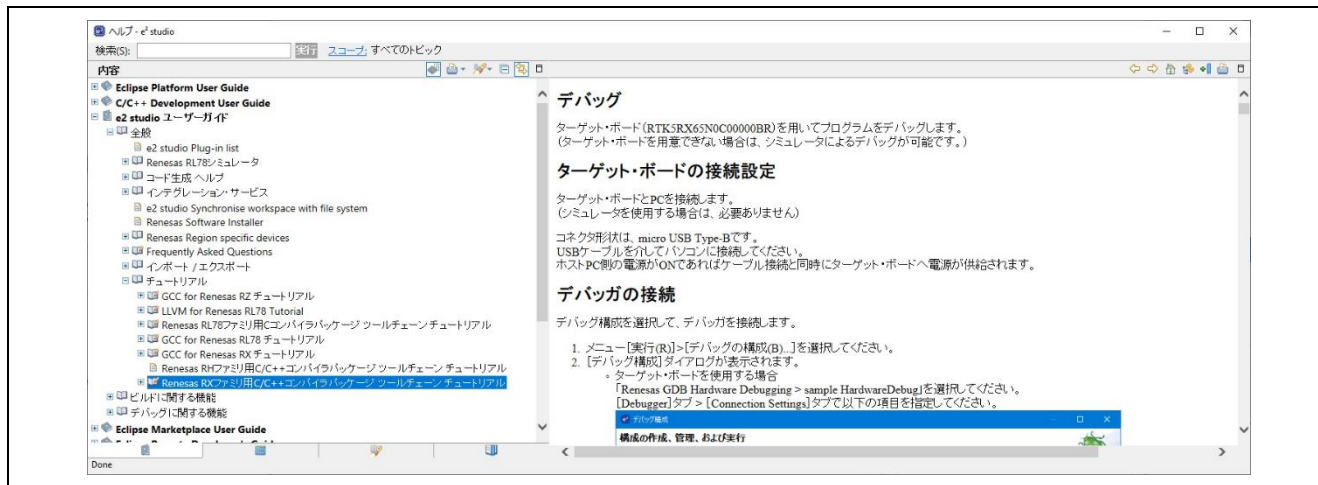 ヘルプ - e² studio
検索(S): 実行 スコープ: すべてのトピック
内容
Eclipse Platform User Guide
C/C++ Development User Guide
e2 studio ユーザーガイド
全般
e2 studio Plug-in list
Renesas RL78シミュレータ
コード生成 ヘルプ
インテグレーション・サービス
e2 studio Synchronise workspace with file system
Renesas Software Installer
Renesas Region specific devices
Frequently Asked Questions
インポート / エクスポート
チュートリアル
GCC for Renesas RZ チュートリアル
LLVM for Renesas RL78 Tutorial
Renesas RL78ファミリ用Cコンパイラパッケージ ツールチェーン チュートリアル
GCC for Renesas RL78 チュートリアル
GCC for Renesas RX チュートリアル
Renesas RHファミリ用C/C++コンパイラパッケージ ツールチェーン チュートリアル
Renesas RXファミリ用C/C++コンパイラパッケージ ツールチェーン チュートリアル
ビルドに関する機能
デバッグに関する機能
Eclipse Marketplace User Guide
Done
デバッグ
ターゲット・ボード(RTK5RX65N0C00000BR)を用いてプログラムをデバッグします。
(ターゲット・ボードを用意できない場合は、シミュレータによるデバッグが可能です。)
ターゲット・ボードの接続設定
ターゲット・ボードとPCを接続します。
(シミュレータを使用する場合は、必要ありません)
コネクタ形状は、micro USB Type-Bです。
USBケーブルを介してパソコンに接続してください。
ホストPC側の電源がONであればケーブル接続と同時にターゲット・ボードへ電源が供給されます。
デバッガの接続
デバッグ構成を選択して、デバッガを接続します。
1. メニュー[実行(R)]>[デバッグの構成(B)...]を選択してください。
2. [デバッグ構成] ダイアログが表示されます。
◦ ターゲット・ボードを使用する場合
「Renesas GDB Hardware Debugging > sample HardwareDebug」を選択してください。
[Debugger]タブ > [Connection Settings]タブで以下の項目を指定してください。
デバッグ構成
構成の作成、管理、および実行